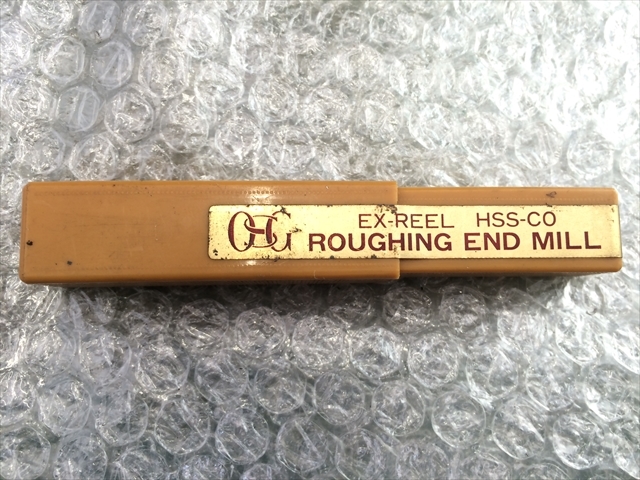 OSG
EX-REEL HSS-CO
ROUGHING END MILL